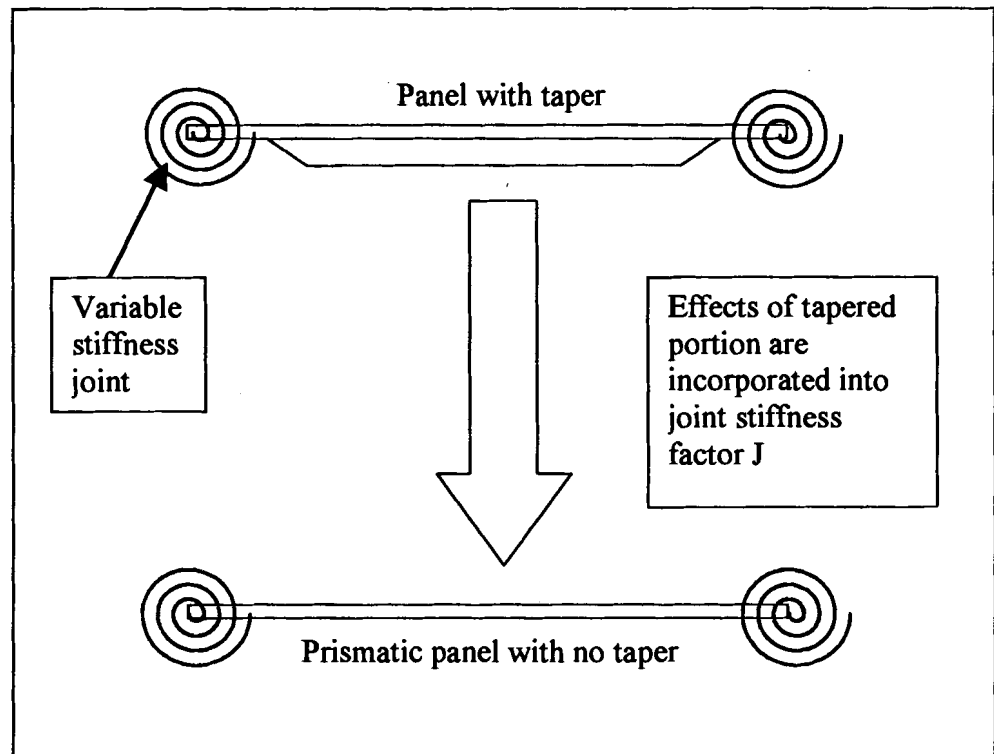 Panel with taper
Variable
stiffness
joint
Effects of tapered
portion are
incorporated into
joint stiffness
factor J
Prismatic panel with no taper